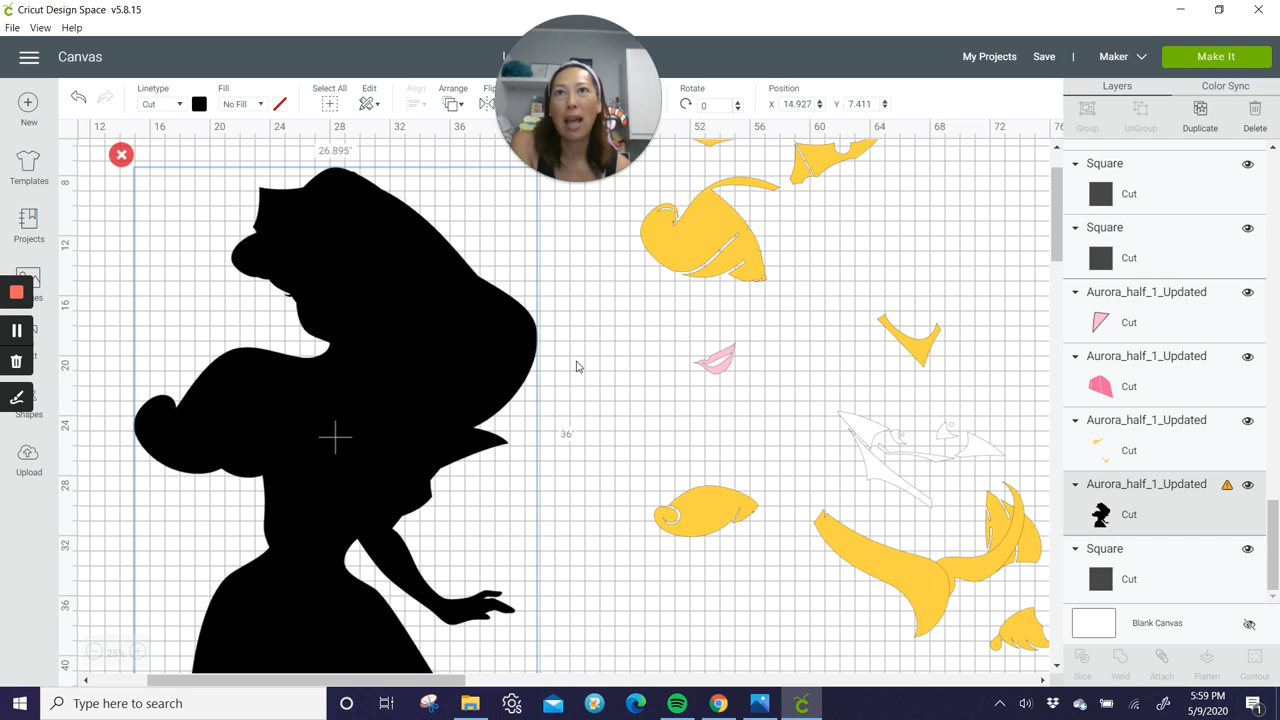 Cricut Design Space v5.8.15
File View Help
Canvas
My Projects Save | Maker Make It
Linetype Fill Select All Edit Align Arrange Flip Rotate Position
Cut No Fill 0 X 14.927 Y 7.411
Layers Color Sync
Group UnGroup Duplicate Delete
New
Templates
Projects
Shapes
Upload
12 16 20 24 28 32 36 52 56 60 64 68 72 76
8
12
16
20
24
28
32
36
40
26.895"
36"
25%
Square
Cut
Square
Cut
Aurora_half_1_Updated
Cut
Aurora_half_1_Updated
Cut
Aurora_half_1_Updated
Cut
Aurora_half_1_Updated
Cut
Square
Cut
Blank Canvas
Slice Weld Attach Flatten Contour
Type here to search
5:59 PM
5/9/2020